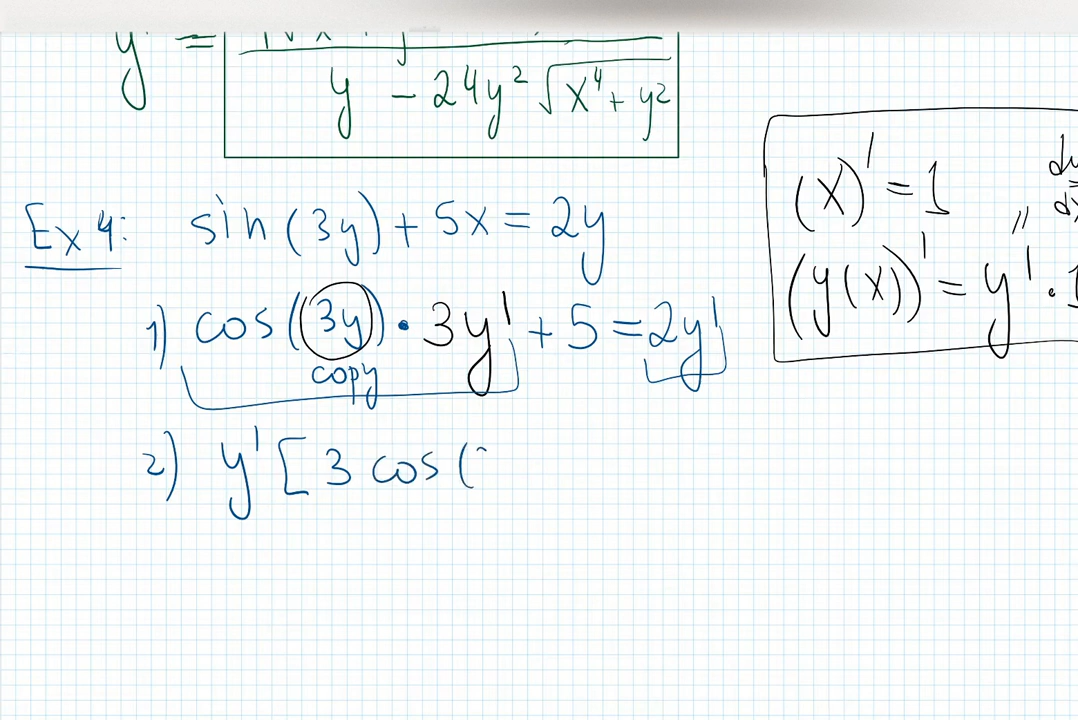 y' =
y - 24y² √x⁴ + y²
Ex 4: sin(3y) + 5x = 2y
1) cos(3y) • 3y' + 5 = 2y'
copy
2) y' [ 3 cos (
(x)' = 1
"
(y(x))' = y' •